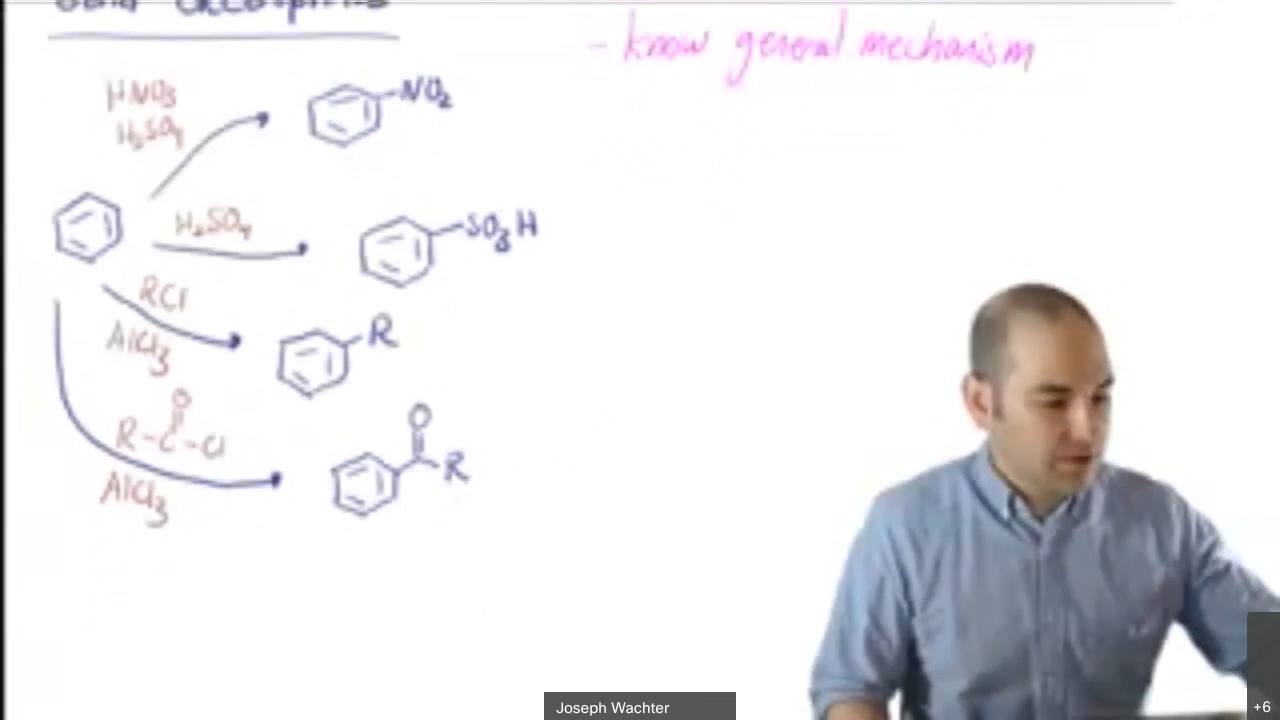 - know general mechanism
HNO3
H2SO4
NO2
H2SO4
SO3H
RCl
AlCl3
R
O
R-C-Cl
AlCl3
O
R
Joseph Wachter
+6